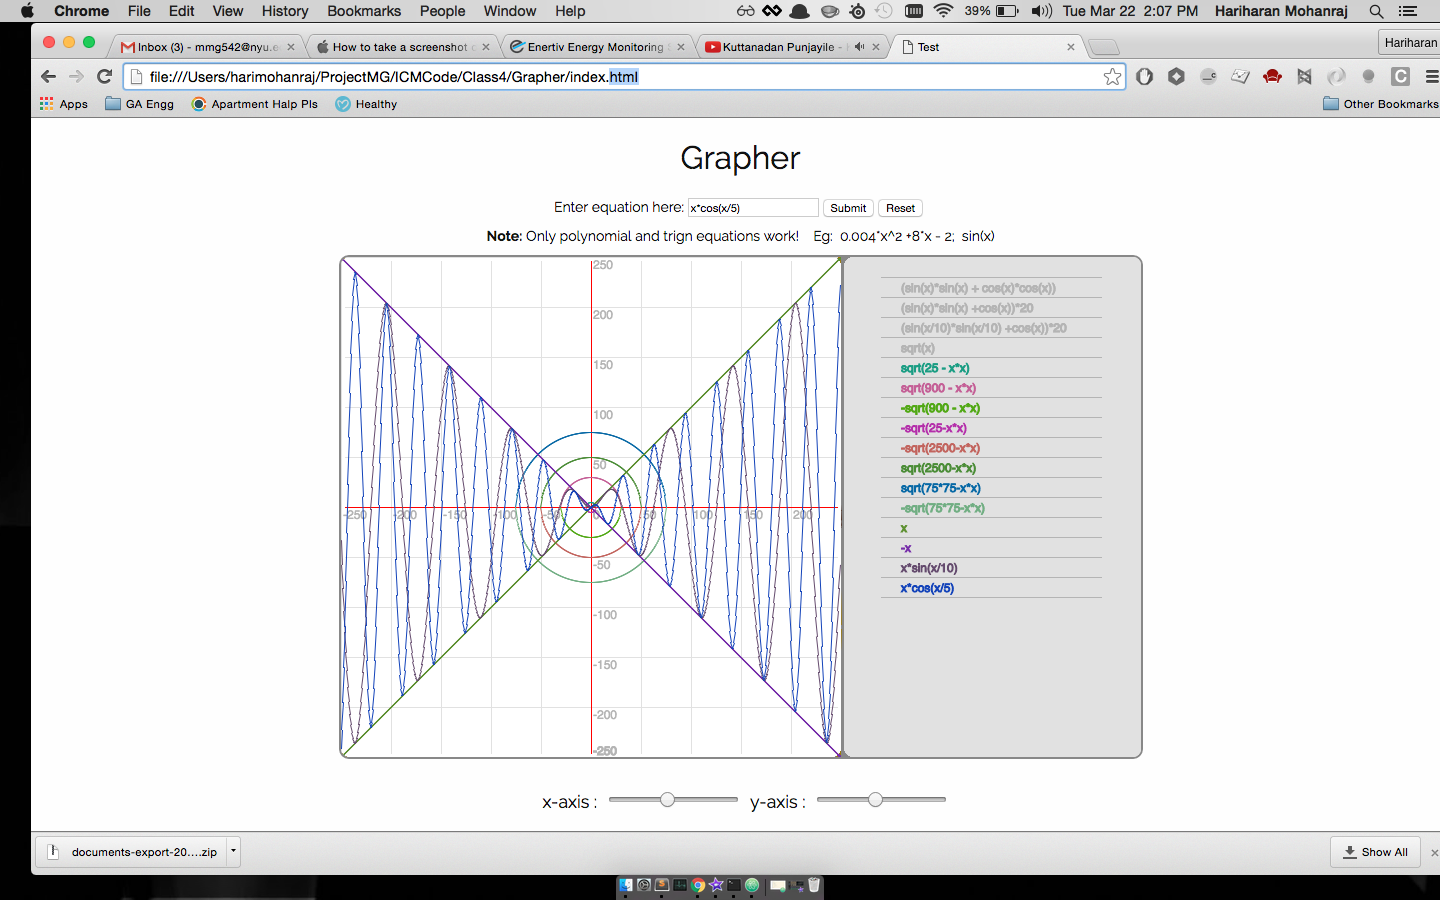 Chrome File Edit View History Bookmarks People Window Help 39% Tue Mar 22 2:07 PM Hariharan Mohanraj
Inbox (3) - mmg542@nyu.e
How to take a screenshot
Enertiv Energy Monitoring
Kuttanadan Punjayile -
Test
Hariharan
file:///Users/harimohanraj/ProjectMG/ICMCode/Class4/Grapher/index.html
Apps GA Engg Apartment Halp Pls Healthy Other Bookmarks
Grapher
Enter equation here: x*cos(x/5) Submit Reset
Note: Only polynomial and trign equations work! Eg: 0.004*x^2 +8*x - 2; sin(x)
250
200
150
100
50
-250 -200 -150 -100 -50 0 50 100 150 200
-50
-100
-150
-200
-250
(sin(x)*sin(x) + cos(x)*cos(x))
(sin(x)*sin(x) +cos(x))*20
(sin(x/10)*sin(x/10) +cos(x))*20
sqrt(x)
sqrt(25 - x*x)
sqrt(900 - x*x)
-sqrt(900 - x*x)
-sqrt(25-x*x)
-sqrt(2500-x*x)
sqrt(2500-x*x)
sqrt(75*75-x*x)
-sqrt(75*75-x*x)
x
-x
x*sin(x/10)
x*cos(x/5)
x-axis : y-axis :
documents-export-20....zip Show All